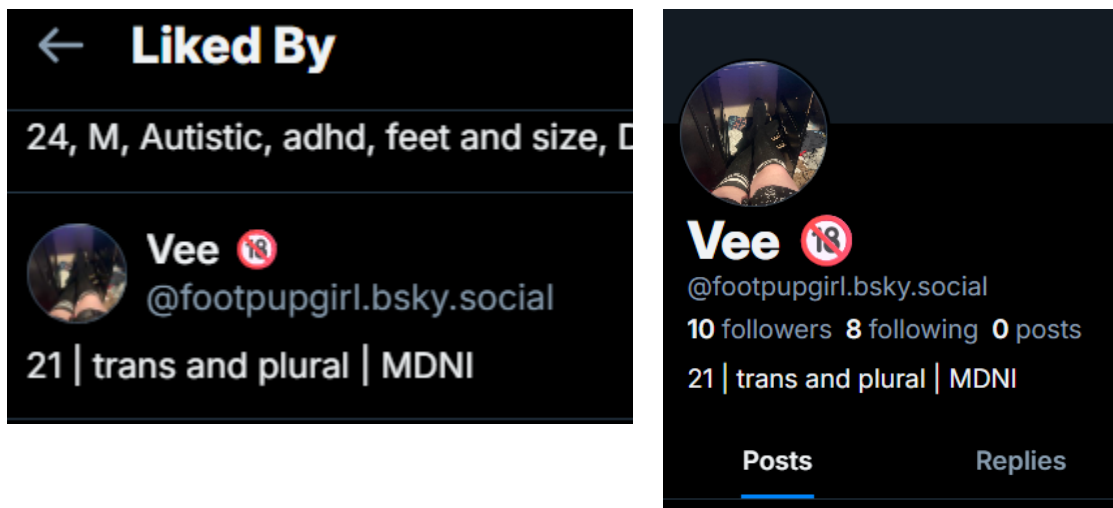 Liked By
24, M, Autistic, adhd, feet and size,
Vee 🔞
@footpupgirl.bsky.social
21 | trans and plural | MDNI
Vee 🔞
@footpupgirl.bsky.social
10 followers 8 following 0 posts
21 | trans and plural | MDNI
Posts Replies